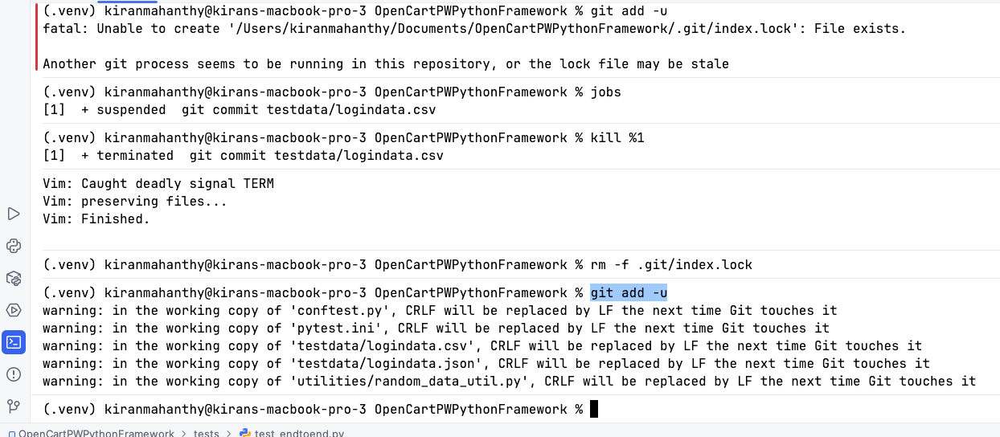 (.venv) kiranmahanthy@kirans-macbook-pro-3 OpenCartPWPythonFramework % git add -u
fatal: Unable to create '/Users/kiranmahanthy/Documents/OpenCartPWPythonFramework/.git/index.lock': File exists.
Another git process seems to be running in this repository, or the lock file may be stale
(.venv) kiranmahanthy@kirans-macbook-pro-3 OpenCartPWPythonFramework % jobs
[1]  + suspended  git commit testdata/logindata.csv
(.venv) kiranmahanthy@kirans-macbook-pro-3 OpenCartPWPythonFramework % kill %1
[1]  + terminated  git commit testdata/logindata.csv
Vim: Caught deadly signal TERM
Vim: preserving files...
Vim: Finished.
(.venv) kiranmahanthy@kirans-macbook-pro-3 OpenCartPWPythonFramework % rm -f .git/index.lock
(.venv) kiranmahanthy@kirans-macbook-pro-3 OpenCartPWPythonFramework % git add -u
warning: in the working copy of 'conftest.py', CRLF will be replaced by LF the next time Git touches it
warning: in the working copy of 'pytest.ini', CRLF will be replaced by LF the next time Git touches it
warning: in the working copy of 'testdata/logindata.csv', CRLF will be replaced by LF the next time Git touches it
warning: in the working copy of 'testdata/logindata.json', CRLF will be replaced by LF the next time Git touches it
warning: in the working copy of 'utilities/random_data_util.py', CRLF will be replaced by LF the next time Git touches it
(.venv) kiranmahanthy@kirans-macbook-pro-3 OpenCartPWPythonFramework %
OpenCartPWPythonFramework > tests > test_endtoend.py